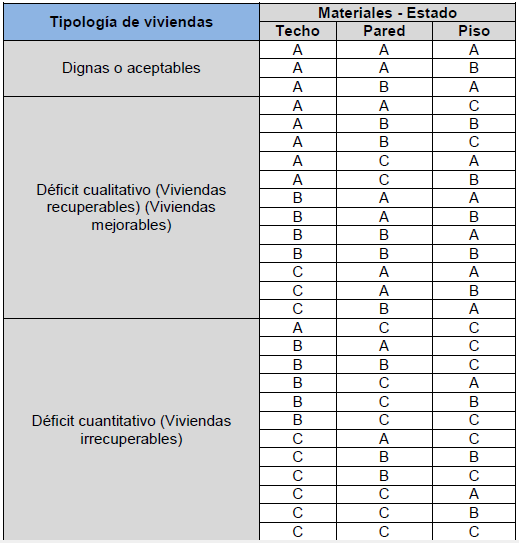 Tipología de viviendas
Materiales - Estado
Techo Pared Piso
Dignas o aceptables
A A A
A A B
A B A
Déficit cualitativo (Viviendas
recuperables) (Viviendas
mejorables)
A A C
A B B
A B C
A C A
A C B
B A A
B A B
B B A
B B B
C A A
C A B
C B A
Déficit cuantitativo (Viviendas
irrecuperables)
A C C
B A C
B B C
B C A
B C B
B C C
C A C
C B B
C B C
C C A
C C B
C C C